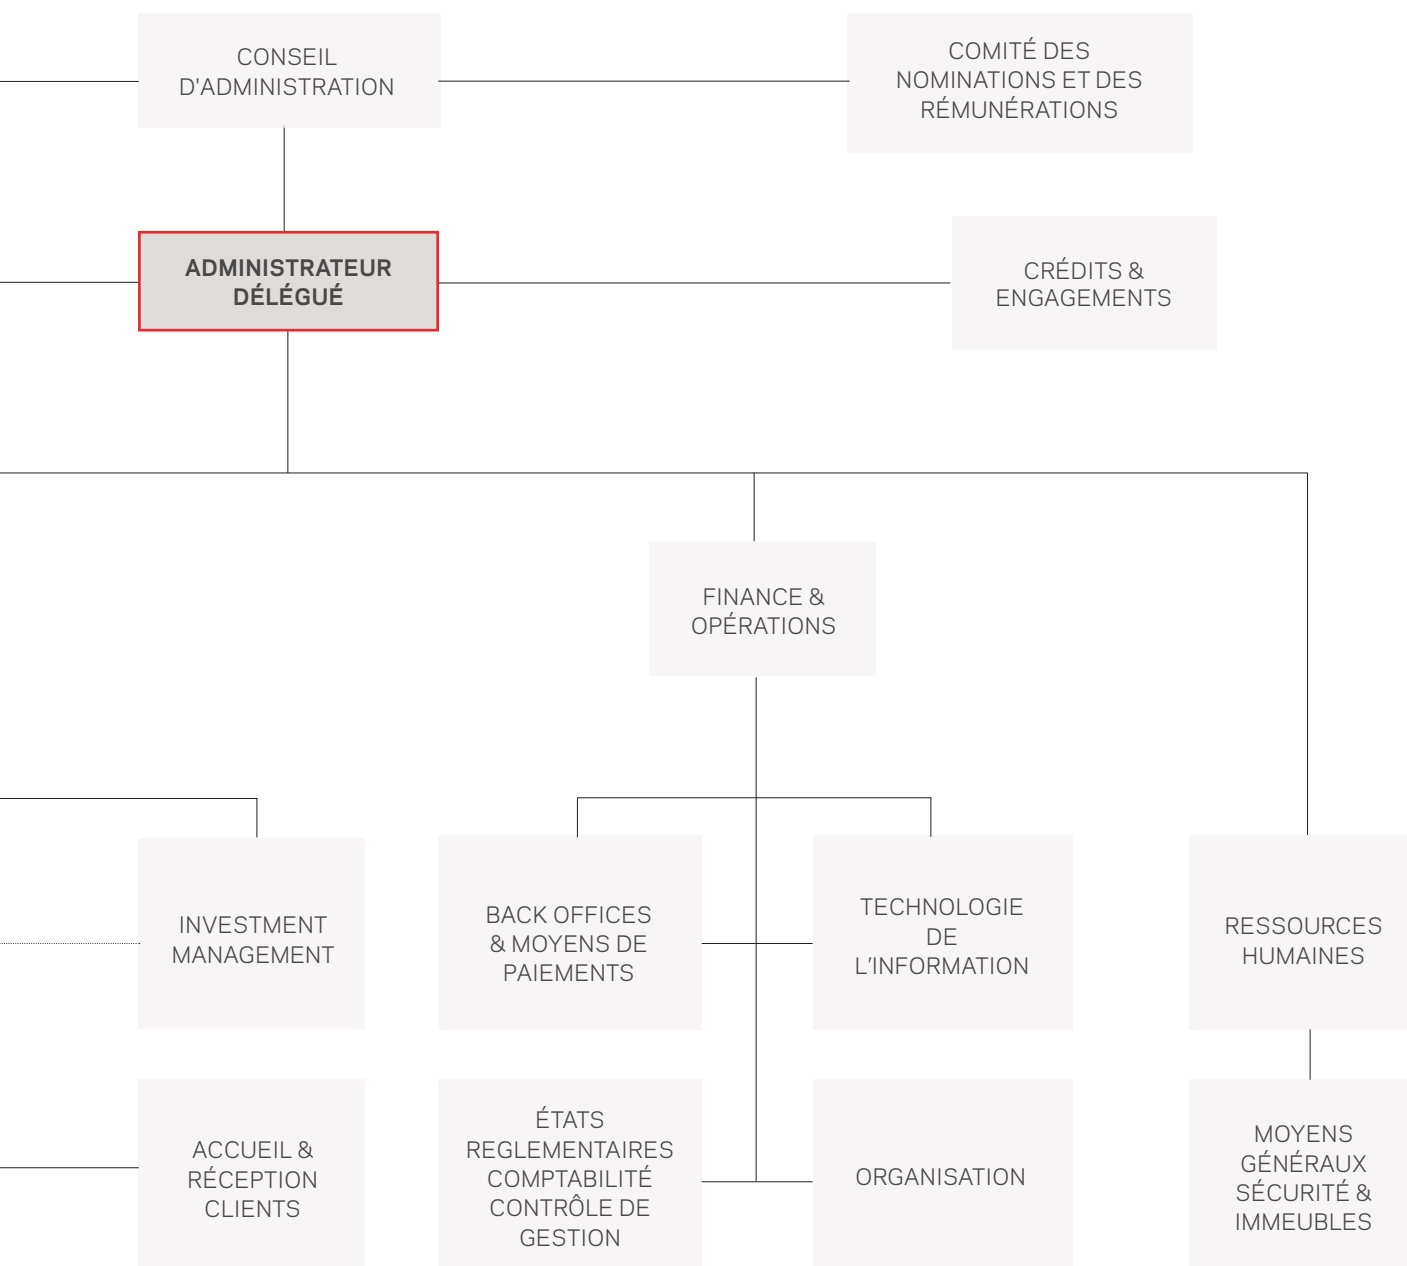 CONSEIL
D'ADMINISTRATION
COMITÉ DES
NOMINATIONS ET DES
RÉMUNÉRATIONS
ADMINISTRATEUR
DÉLÉGUÉ
CRÉDITS &
ENGAGEMENTS
FINANCE &
OPÉRATIONS
INVESTMENT
MANAGEMENT
BACK OFFICES
& MOYENS DE
PAIEMENTS
TECHNOLOGIE
DE
L’INFORMATION
RESSOURCES
HUMAINES
ACCUEIL &
RÉCEPTION
CLIENTS
ÉTATS
REGLEMENTAIRES
COMPTABILITÉ
CONTRÔLE DE
GESTION
ORGANISATION
MOYENS
GÉNÉRAUX
SÉCURITÉ &
IMMEUBLES